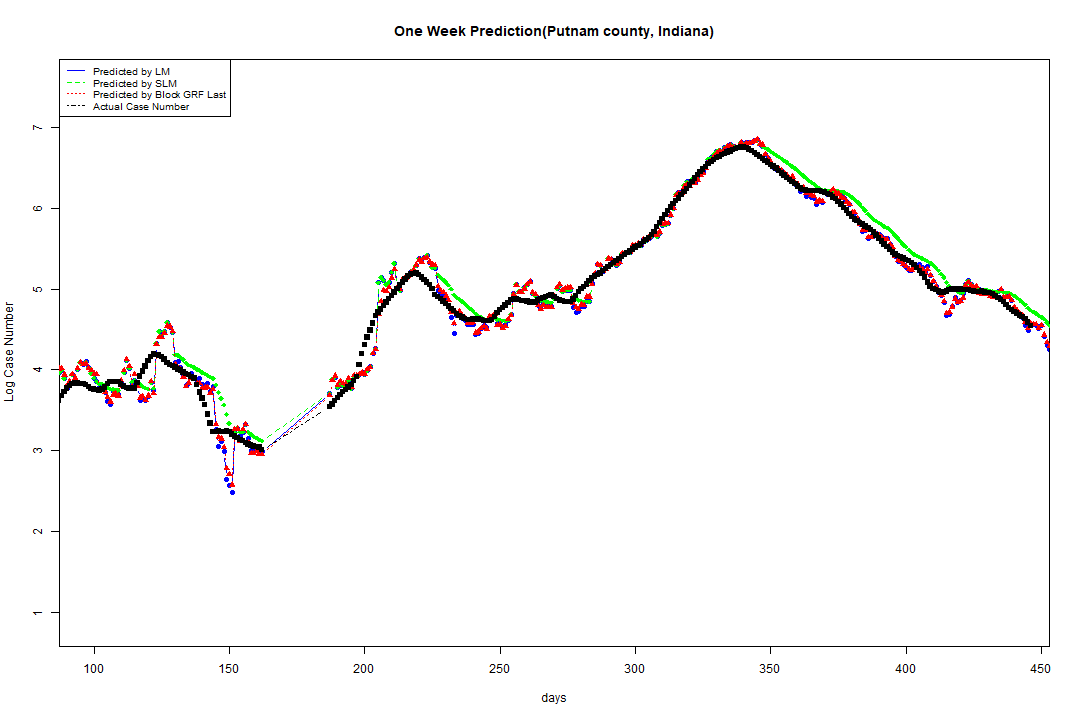 One Week Prediction(Putnam county, Indiana)
Predicted by LM
Predicted by SLM
Predicted by Block GRF Last
Actual Case Number
Log Case Number
7
6
5
4
3
2
1
100 150 200 250 300 350 400 450
days